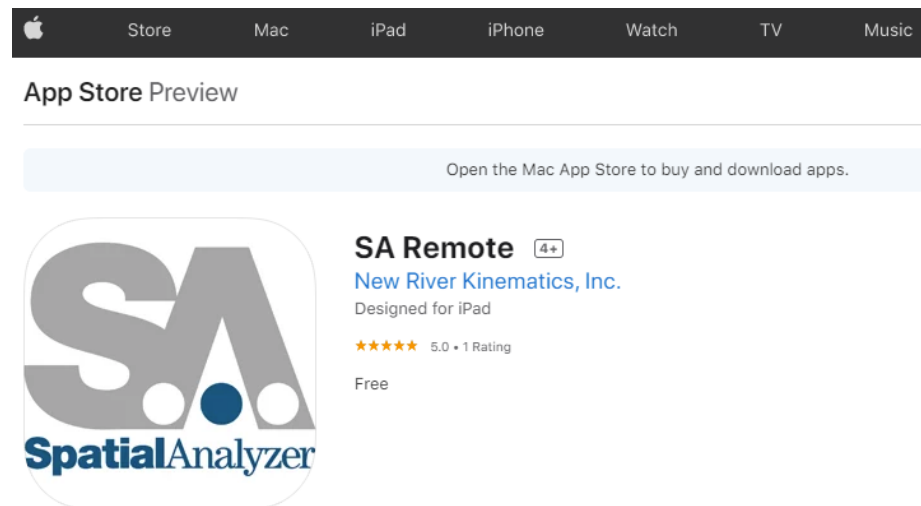 Store Mac iPad iPhone Watch TV Music
App Store Preview
Open the Mac App Store to buy and download apps.
SA Remote 4+
New River Kinematics, Inc.
Designed for iPad
5.0 • 1 Rating
Free
S.A.
SpatialAnalyzer